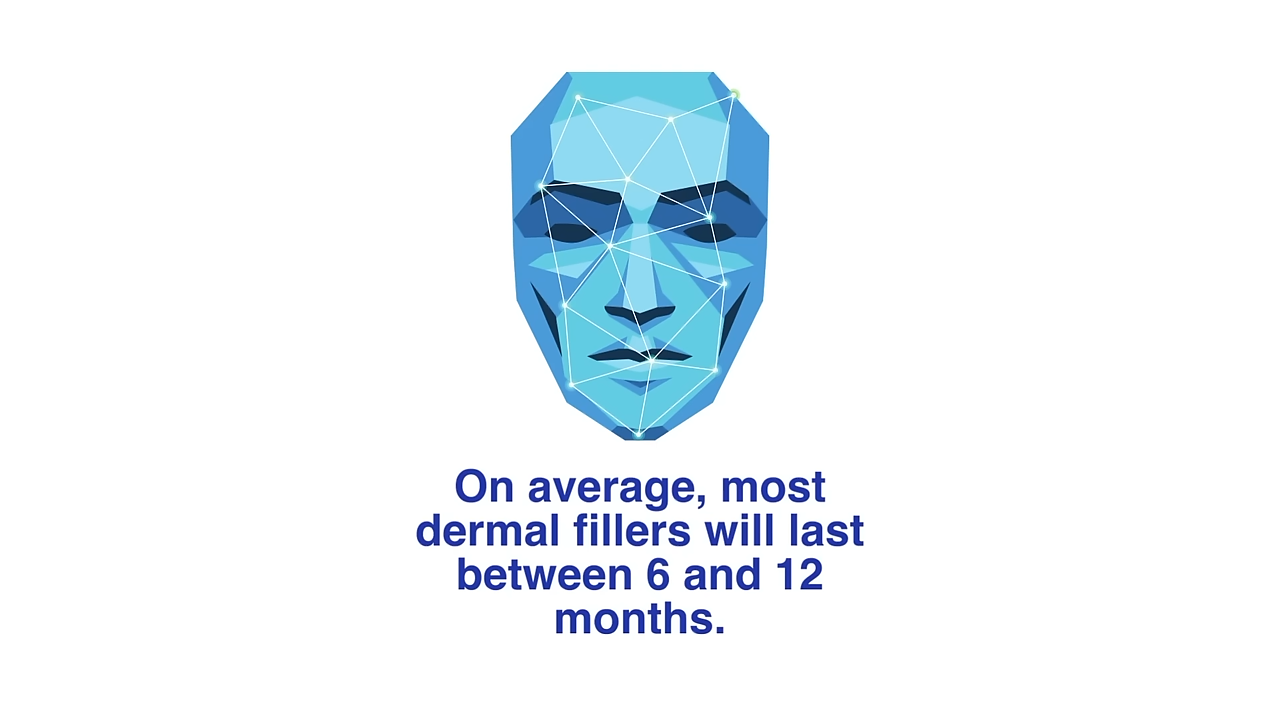 On average, most
dermal fillers will last
between 6 and 12
months.